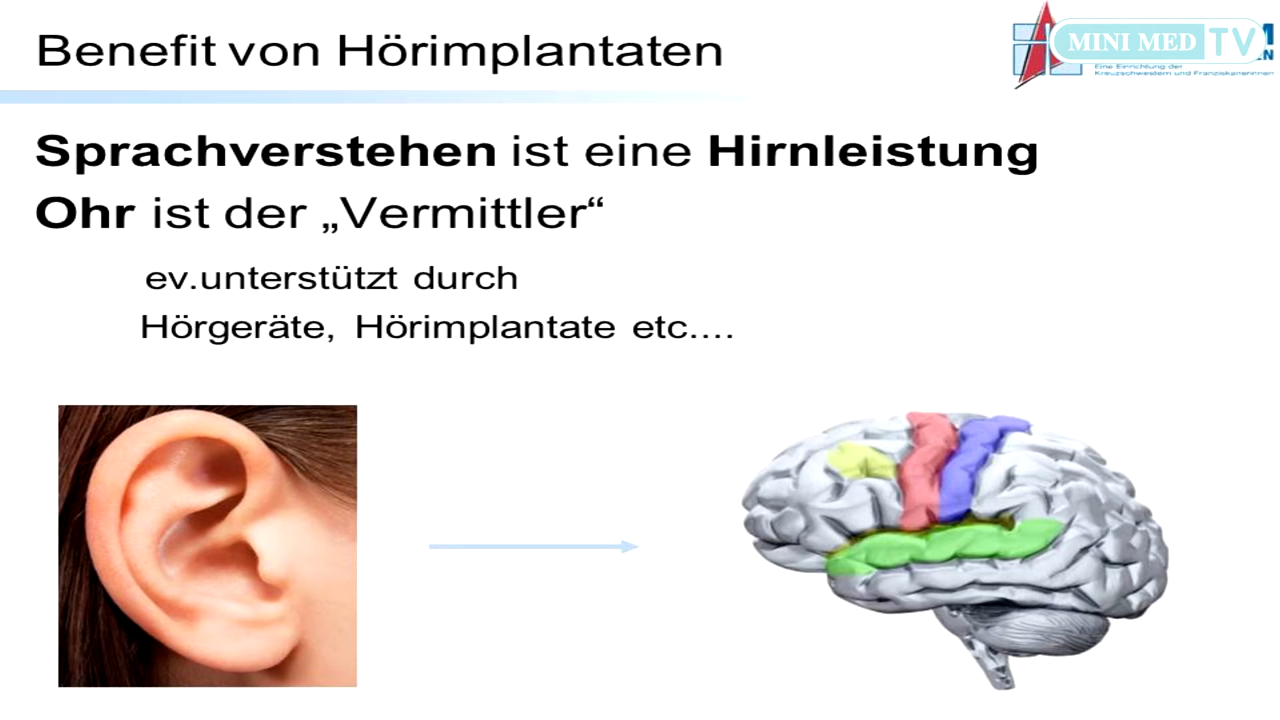 Benefit von Hörimplantaten
MINI MED TV
Eine Einrichtung der
Kreuzschwestern und Franziskanerinnen
Sprachverstehen ist eine Hirnleistung
Ohr ist der „Vermittler“
ev.unterstützt durch
Hörgeräte, Hörimplantate etc....